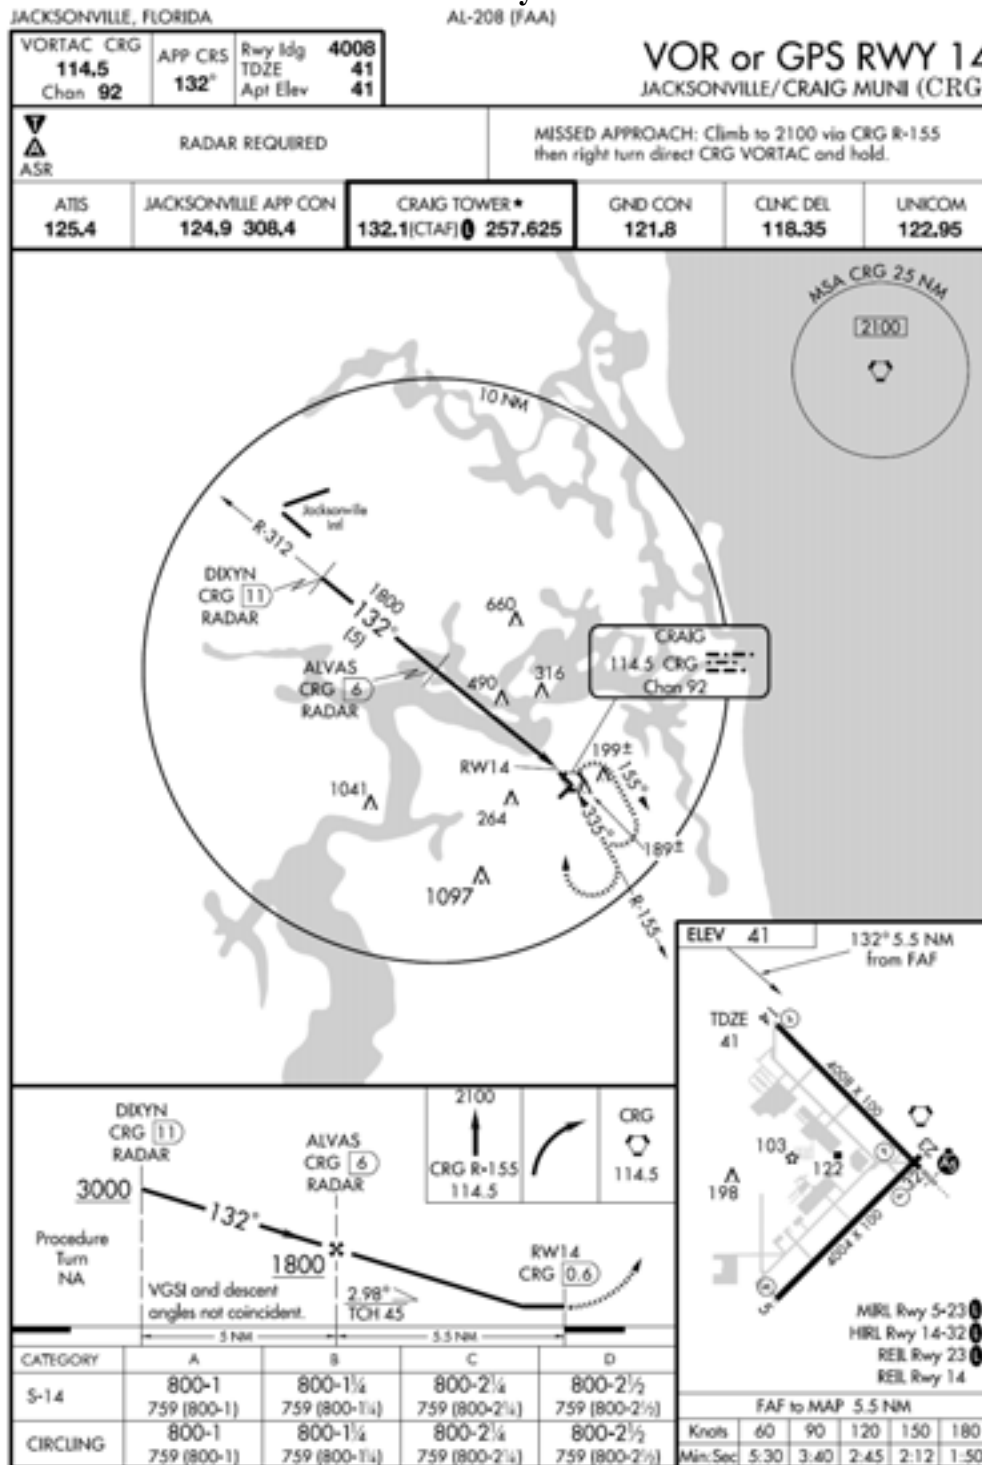 JACKSONVILLE, FLORIDA
AL-208 (FAA)
VORTAC CRG
114.5
Chan 92
APP CRS
132°
Rwy ldg 4008
TDZE 41
Apt Elev 41
VOR or GPS RWY 14
JACKSONVILLE/CRAIG MUNI (CRG
T
A
ASR
RADAR REQUIRED
MISSED APPROACH: Climb to 2100 via CRG R-155
then right turn direct CRG VORTAC and hold.
ATIS
125.4
JACKSONVILLE APP CON
124.9 308.4
CRAIG TOWER★
132.1(CTAF) L 257.625
GND CON
121.8
CLNC DEL
118.35
UNICOM
122.95
MSA CRG 25 NM
2100
10 NM
Jacksonville
Intl
R-312
DIXYN
CRG 11
RADAR
1800
132°
(5)
660
ALVAS
CRG 6
RADAR
490
316
CRAIG
114.5 CRG
Chan 92
RW14
199±
155°
1041
264
335°
189±
1097
R-155
ELEV 41
132° 5.5 NM
from FAF
TDZE
41
14
4008 X 100
103
122
198
23
32
4004 X 100
5
MIRL Rwy 5-23 L
HIRL Rwy 14-32 L
REIL Rwy 23 L
REIL Rwy 14
DIXYN
CRG 11
RADAR
3000
132°
Procedure
Turn
NA
ALVAS
CRG 6
RADAR
1800
2100
CRG R-155
114.5
CRG
114.5
RW14
CRG 0.6
VGSI and descent
angles not coincident.
2.98°
TCH 45
5 NM
5.5 NM
CATEGORY A B C D
S-14 800-1 800-1¼ 800-2¼ 800-2½
759 (800-1) 759 (800-1¼) 759 (800-2¼) 759 (800-2½)
CIRCLING 800-1 800-1¼ 800-2¼ 800-2½
759 (800-1) 759 (800-1¼) 759 (800-2¼) 759 (800-2½)
FAF to MAP 5.5 NM
Knots 60 90 120 150 180
Min:Sec 5:30 3:40 2:45 2:12 1:50